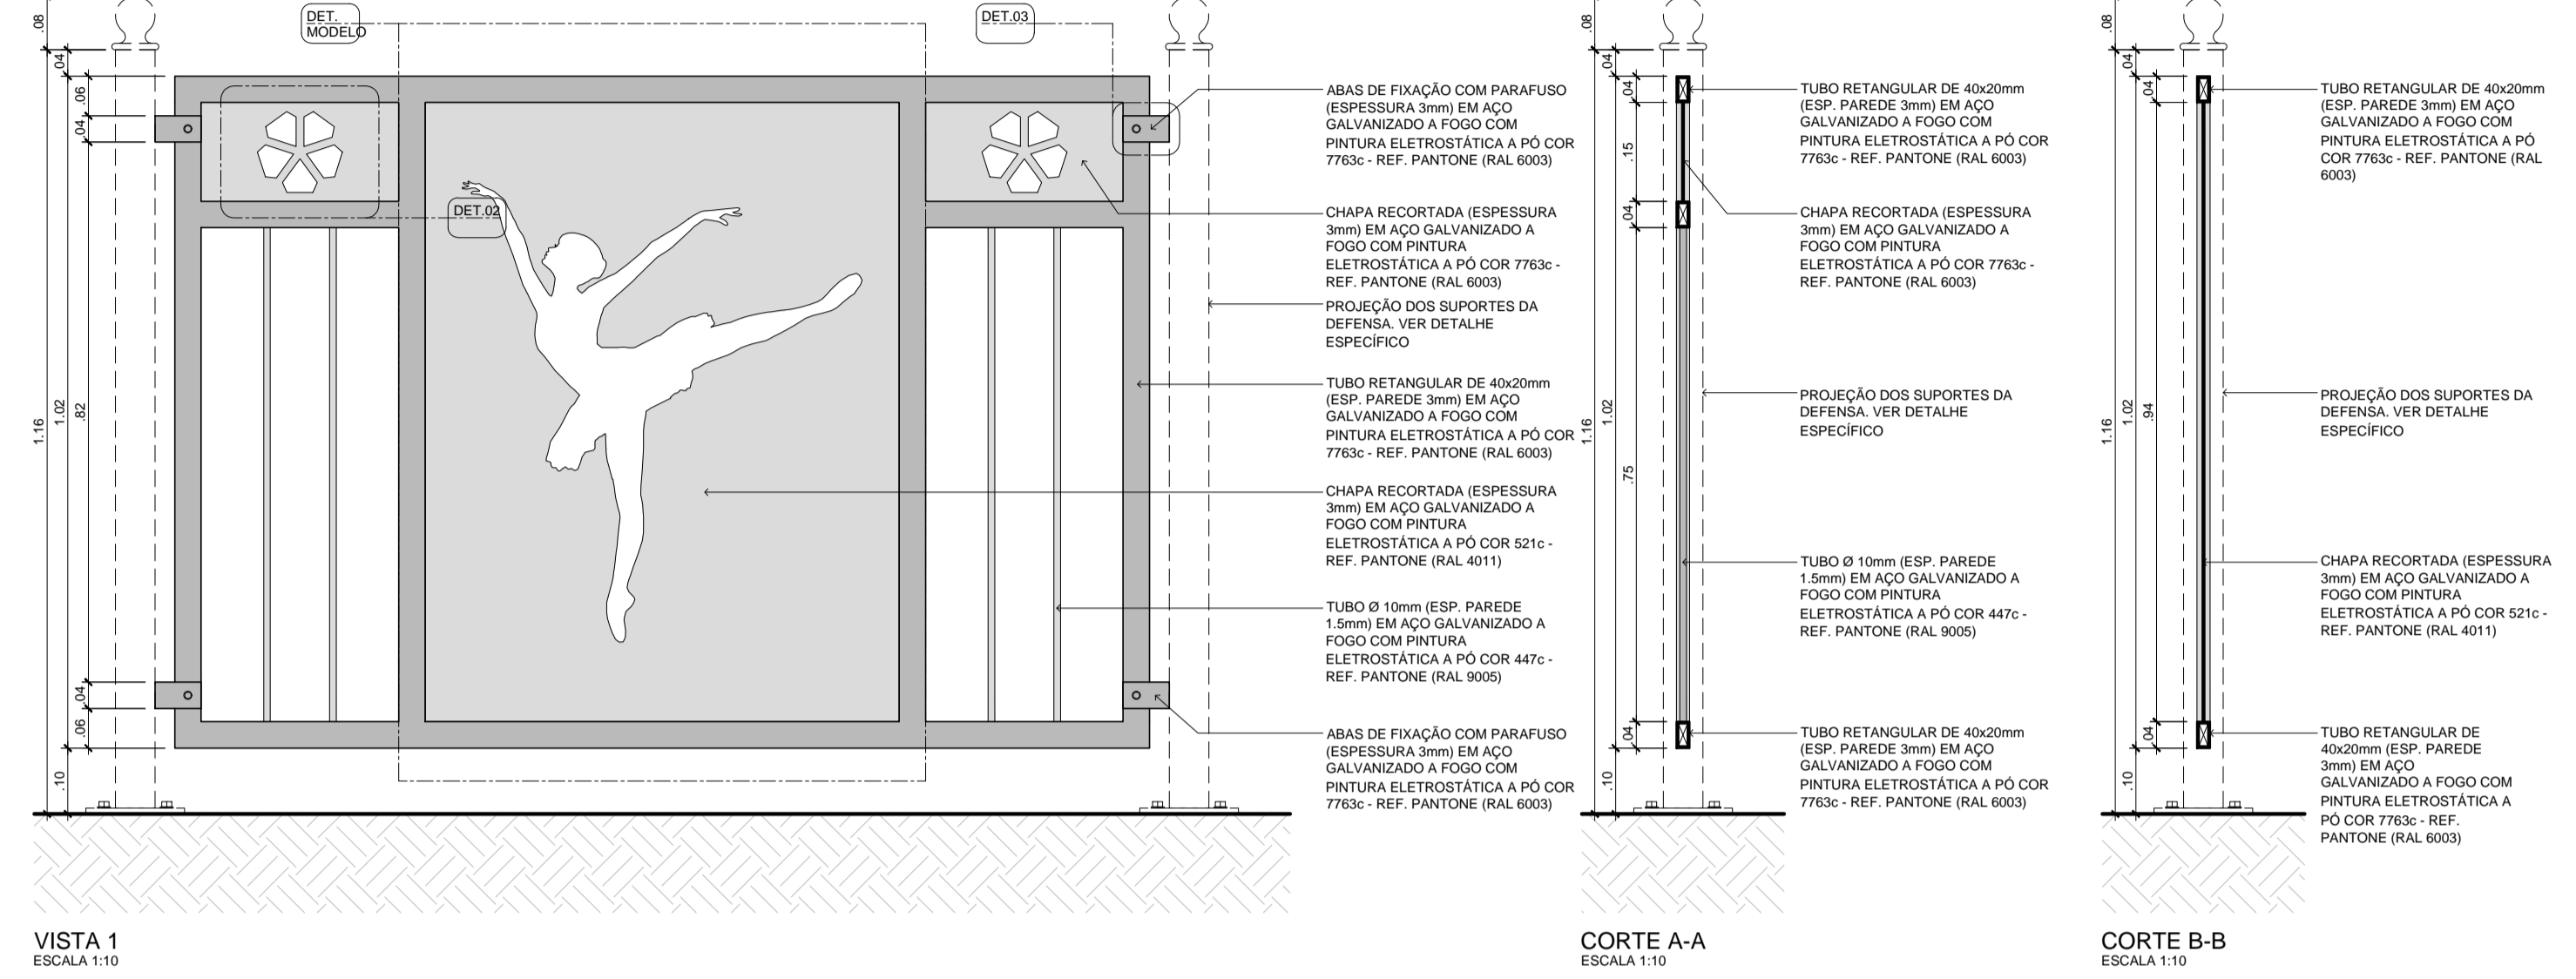 DET.
MODELO
DET.03
DET.02
.08
.04
.06
.04
1.16
1.02
.82
.04
.06
.10
ABAS DE FIXAÇÃO COM PARAFUSO
(ESPESSURA 3mm) EM AÇO
GALVANIZADO A FOGO COM
PINTURA ELETROSTÁTICA A PÓ COR
7763c - REF. PANTONE (RAL 6003)
CHAPA RECORTADA (ESPESSURA
3mm) EM AÇO GALVANIZADO A
FOGO COM PINTURA
ELETROSTÁTICA A PÓ COR 7763c -
REF. PANTONE (RAL 6003)
PROJEÇÃO DOS SUPORTES DA
DEFENSA. VER DETALHE
ESPECÍFICO
TUBO RETANGULAR DE 40x20mm
(ESP. PAREDE 3mm) EM AÇO
GALVANIZADO A FOGO COM
PINTURA ELETROSTÁTICA A PÓ COR
7763c - REF. PANTONE (RAL 6003)
CHAPA RECORTADA (ESPESSURA
3mm) EM AÇO GALVANIZADO A
FOGO COM PINTURA
ELETROSTÁTICA A PÓ COR 521c -
REF. PANTONE (RAL 4011)
TUBO Ø 10mm (ESP. PAREDE
1.5mm) EM AÇO GALVANIZADO A
FOGO COM PINTURA
ELETROSTÁTICA A PÓ COR 447c -
REF. PANTONE (RAL 9005)
ABAS DE FIXAÇÃO COM PARAFUSO
(ESPESSURA 3mm) EM AÇO
GALVANIZADO A FOGO COM
PINTURA ELETROSTÁTICA A PÓ COR
7763c - REF. PANTONE (RAL 6003)
VISTA 1
ESCALA 1:10
.08
.04
.04
.15
.04
1.16
1.02
.75
.04
.10
TUBO RETANGULAR DE 40x20mm
(ESP. PAREDE 3mm) EM AÇO
GALVANIZADO A FOGO COM
PINTURA ELETROSTÁTICA A PÓ COR
7763c - REF. PANTONE (RAL 6003)
CHAPA RECORTADA (ESPESSURA
3mm) EM AÇO GALVANIZADO A
FOGO COM PINTURA
ELETROSTÁTICA A PÓ COR 7763c -
REF. PANTONE (RAL 6003)
PROJEÇÃO DOS SUPORTES DA
DEFENSA. VER DETALHE
ESPECÍFICO
TUBO Ø 10mm (ESP. PAREDE
1.5mm) EM AÇO GALVANIZADO A
FOGO COM PINTURA
ELETROSTÁTICA A PÓ COR 447c -
REF. PANTONE (RAL 9005)
TUBO RETANGULAR DE 40x20mm
(ESP. PAREDE 3mm) EM AÇO
GALVANIZADO A FOGO COM
PINTURA ELETROSTÁTICA A PÓ COR
7763c - REF. PANTONE (RAL 6003)
CORTE A-A
ESCALA 1:10
.08
.04
.04
1.16
1.02
.94
.04
.10
TUBO RETANGULAR DE 40x20mm
(ESP. PAREDE 3mm) EM AÇO
GALVANIZADO A FOGO COM
PINTURA ELETROSTÁTICA A PÓ
COR 7763c - REF. PANTONE (RAL
6003)
PROJEÇÃO DOS SUPORTES DA
DEFENSA. VER DETALHE
ESPECÍFICO
CHAPA RECORTADA (ESPESSURA
3mm) EM AÇO GALVANIZADO A
FOGO COM PINTURA
ELETROSTÁTICA A PÓ COR 521c -
REF. PANTONE (RAL 4011)
TUBO RETANGULAR DE
40x20mm (ESP. PAREDE
3mm) EM AÇO
GALVANIZADO A FOGO COM
PINTURA ELETROSTÁTICA A
PÓ COR 7763c - REF.
PANTONE (RAL 6003)
CORTE B-B
ESCALA 1:10